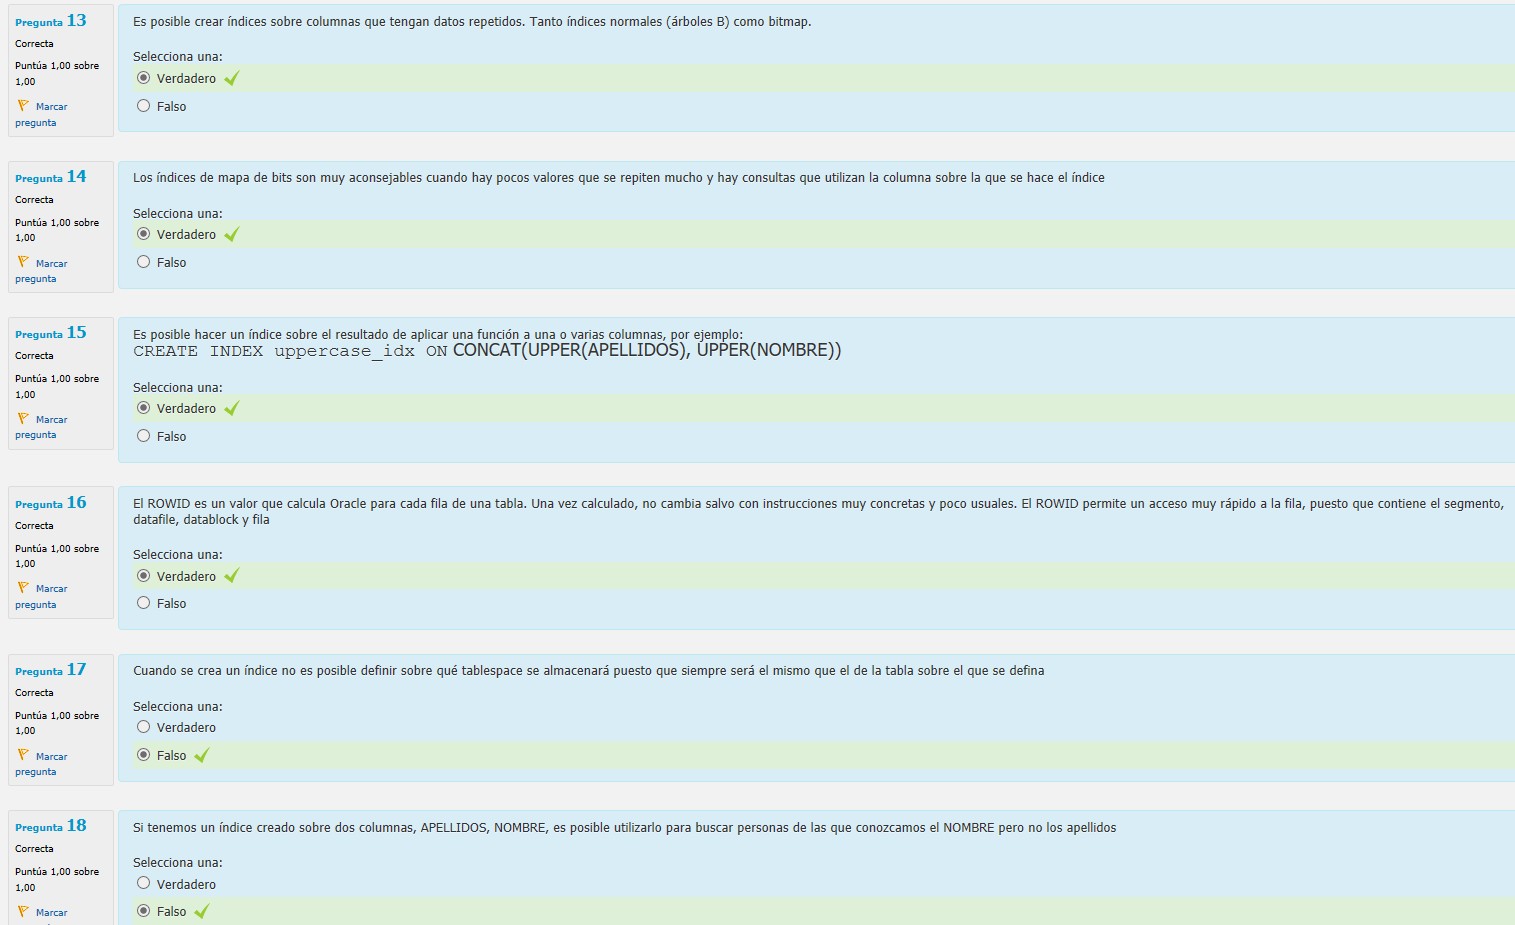 Pregunta 13
Correcta
Puntúa 1,00 sobre
1,00
Marcar
pregunta
Es posible crear índices sobre columnas que tengan datos repetidos. Tanto índices normales (árboles B) como bitmap.
Selecciona una:
Verdadero
Falso
Pregunta 14
Correcta
Puntúa 1,00 sobre
1,00
Marcar
pregunta
Los índices de mapa de bits son muy aconsejables cuando hay pocos valores que se repiten mucho y hay consultas que utilizan la columna sobre la que se hace el índice
Selecciona una:
Verdadero
Falso
Pregunta 15
Correcta
Puntúa 1,00 sobre
1,00
Marcar
pregunta
Es posible hacer un índice sobre el resultado de aplicar una función a una o varias columnas, por ejemplo:
CREATE INDEX uppercase_idx ON CONCAT(UPPER(APELLIDOS), UPPER(NOMBRE))
Selecciona una:
Verdadero
Falso
Pregunta 16
Correcta
Puntúa 1,00 sobre
1,00
Marcar
pregunta
El ROWID es un valor que calcula Oracle para cada fila de una tabla. Una vez calculado, no cambia salvo con instrucciones muy concretas y poco usuales. El ROWID permite un acceso muy rápido a la fila, puesto que contiene el segmento,
datafile, datablock y fila
Selecciona una:
Verdadero
Falso
Pregunta 17
Correcta
Puntúa 1,00 sobre
1,00
Marcar
pregunta
Cuando se crea un índice no es posible definir sobre qué tablespace se almacenará puesto que siempre será el mismo que el de la tabla sobre el que se defina
Selecciona una:
Verdadero
Falso
Pregunta 18
Correcta
Puntúa 1,00 sobre
1,00
Marcar
Si tenemos un índice creado sobre dos columnas, APELLIDOS, NOMBRE, es posible utilizarlo para buscar personas de las que conozcamos el NOMBRE pero no los apellidos
Selecciona una:
Verdadero
Falso